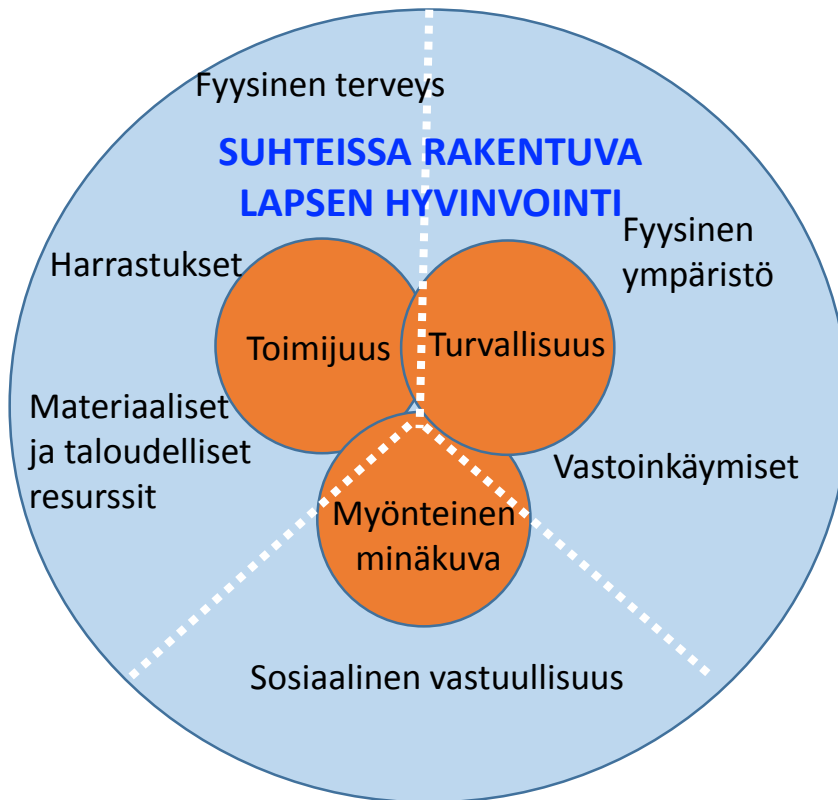 Fyysinen terveys
SUHTEISSA RAKENTUVA
LAPSEN HYVINVOINTI
Harrastukset
Fyysinen
ympäristö
Toimijuus
Turvallisuus
Materiaaliset
ja taloudelliset
resurssit
Vastoinkäymiset
Myönteinen
minäkuva
Sosiaalinen vastuullisuus